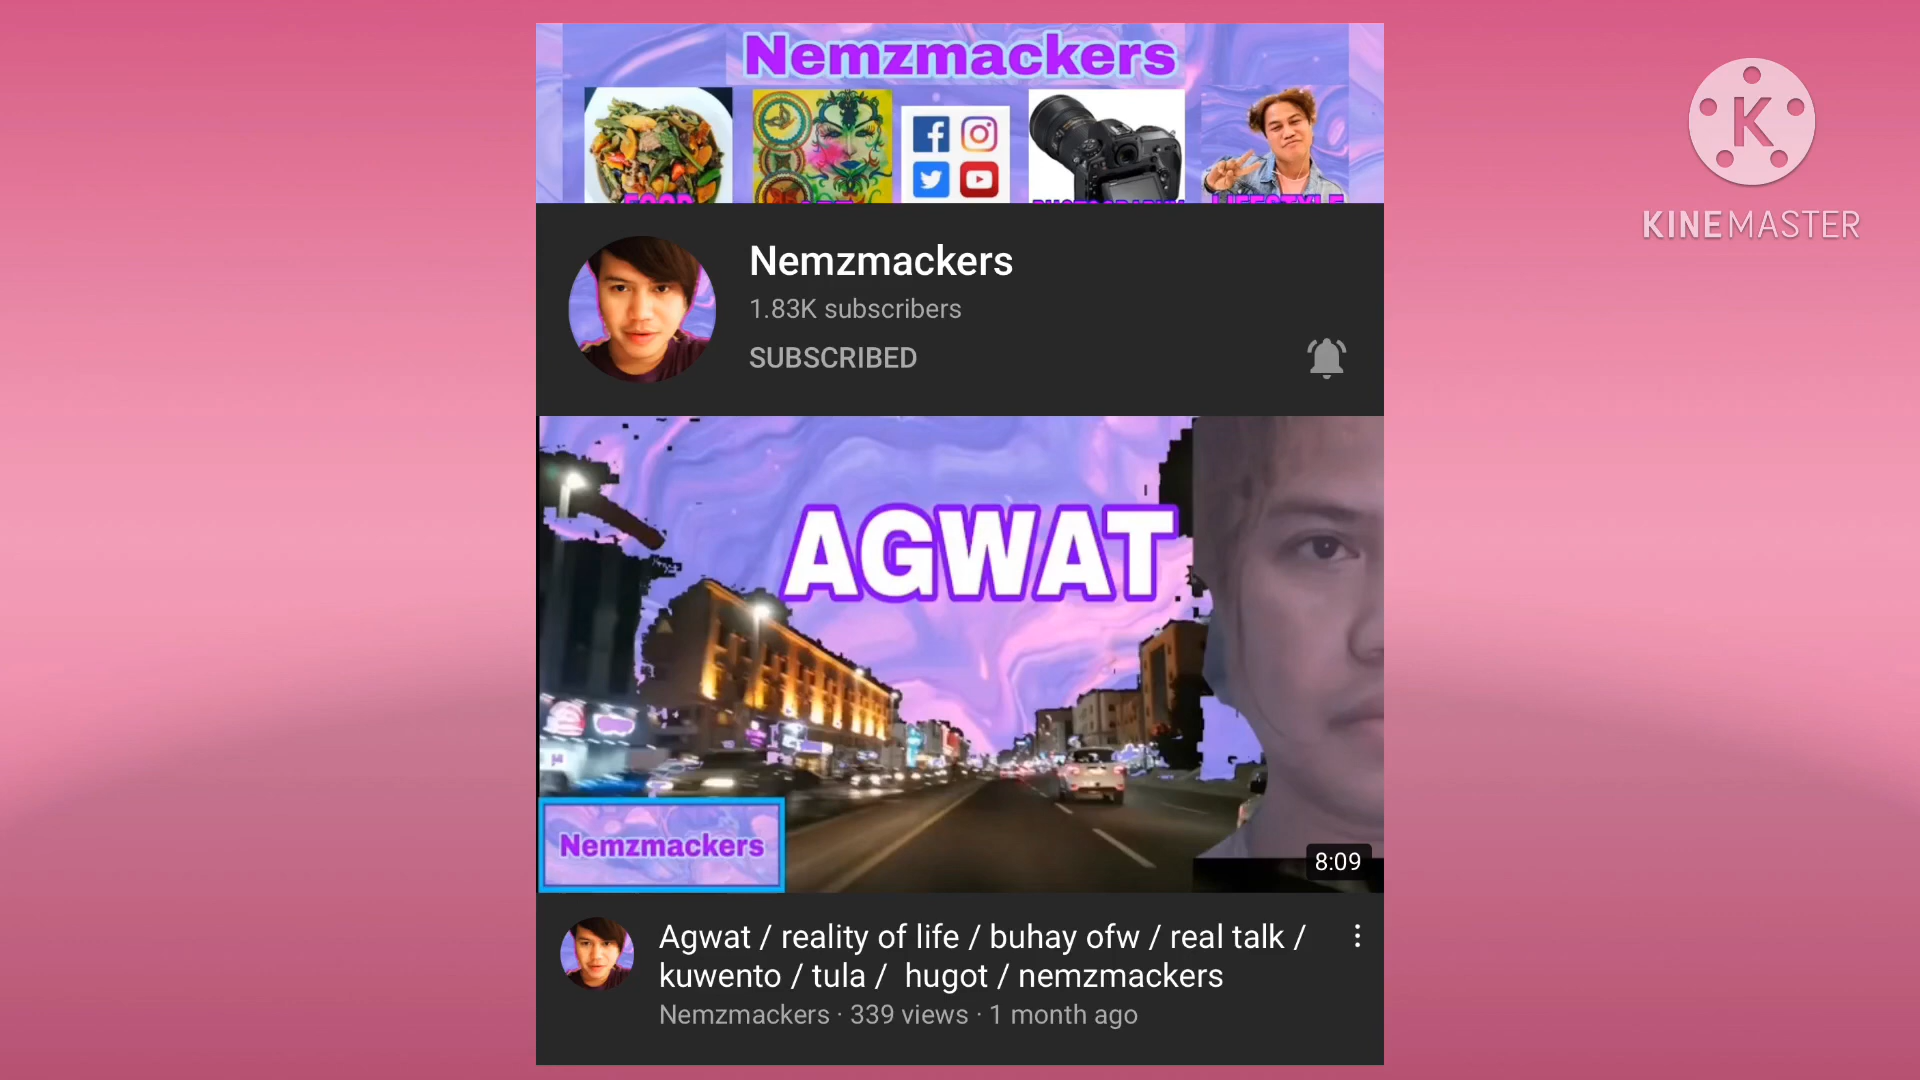 Nemzmackers
K
KINEMASTER
Nemzmackers
1.83K subscribers
SUBSCRIBED
AGWAT
Nemzmackers
8:09
Agwat / reality of life / buhay ofw / real talk /
kuwento / tula / hugot / nemzmackers
Nemzmackers · 339 views · 1 month ago